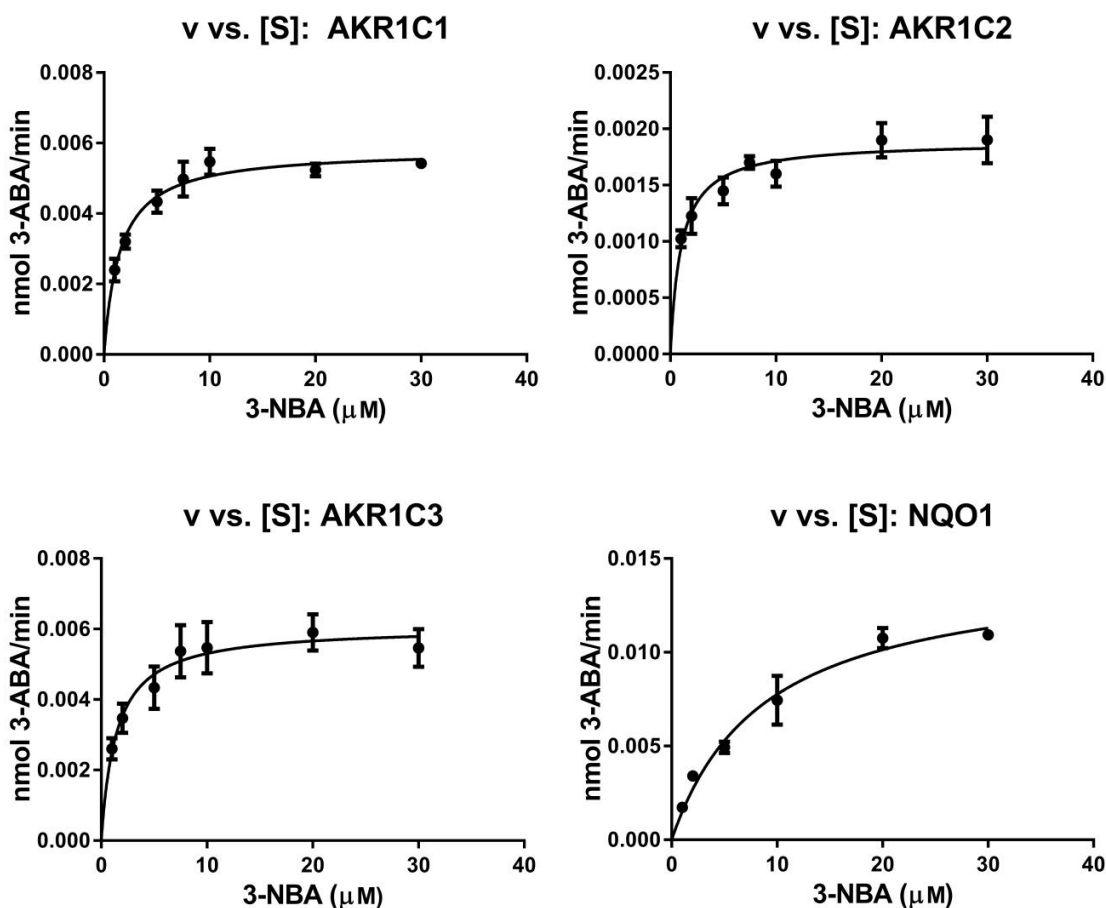 v vs. [S]: AKR1C1
nmol 3-ABA/min
0.008
0.006
0.004
0.002
0.000
0 10 20 30 40
3-NBA (μM)
v vs. [S]: AKR1C2
nmol 3-ABA/min
0.0025
0.0020
0.0015
0.0010
0.0005
0.0000
0 10 20 30 40
3-NBA (μM)
v vs. [S]: AKR1C3
nmol 3-ABA/min
0.008
0.006
0.004
0.002
0.000
0 10 20 30 40
3-NBA (μM)
v vs. [S]: NQO1
nmol 3-ABA/min
0.015
0.010
0.005
0.000
0 10 20 30 40
3-NBA (μM)